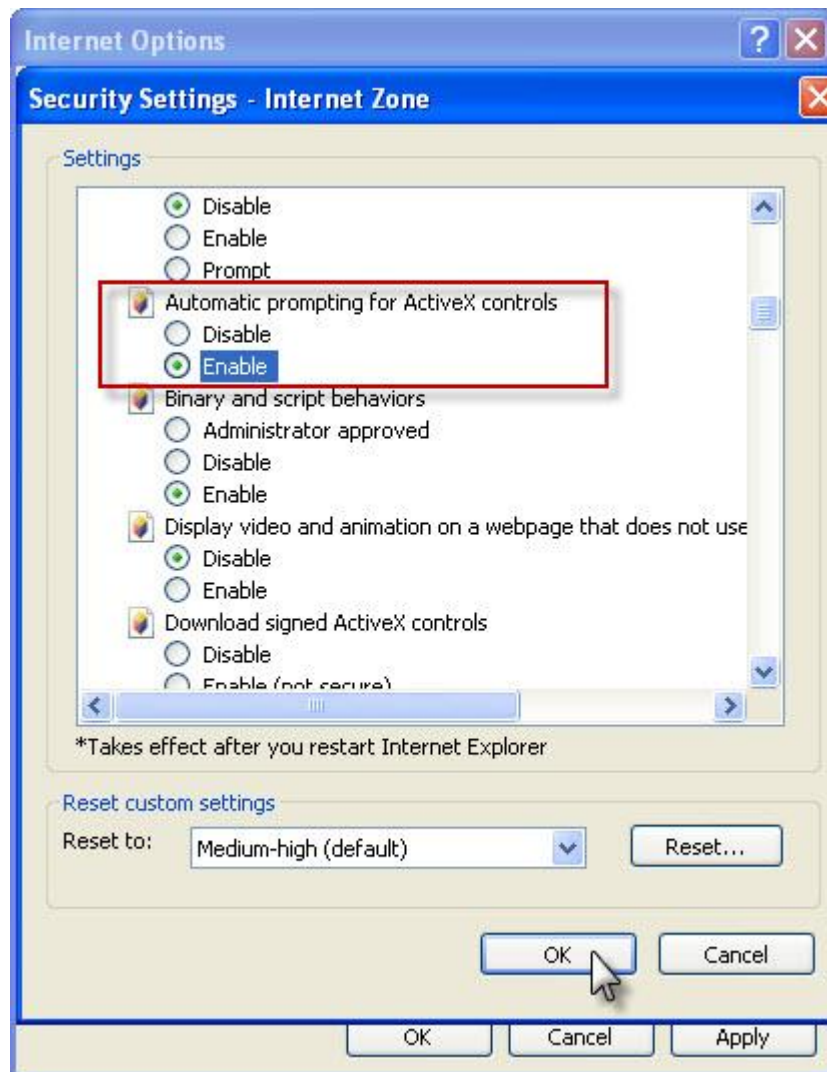 Internet Options
Security Settings - Internet Zone
Settings
Disable
Enable
Prompt
Automatic prompting for ActiveX controls
Disable
Enable
Binary and script behaviors
Administrator approved
Disable
Enable
Display video and animation on a webpage that does not use
Disable
Enable
Download signed ActiveX controls
Disable
Enable (not secure)
*Takes effect after you restart Internet Explorer
Reset custom settings
Reset to: Medium-high (default) Reset...
OK Cancel
OK Cancel Apply